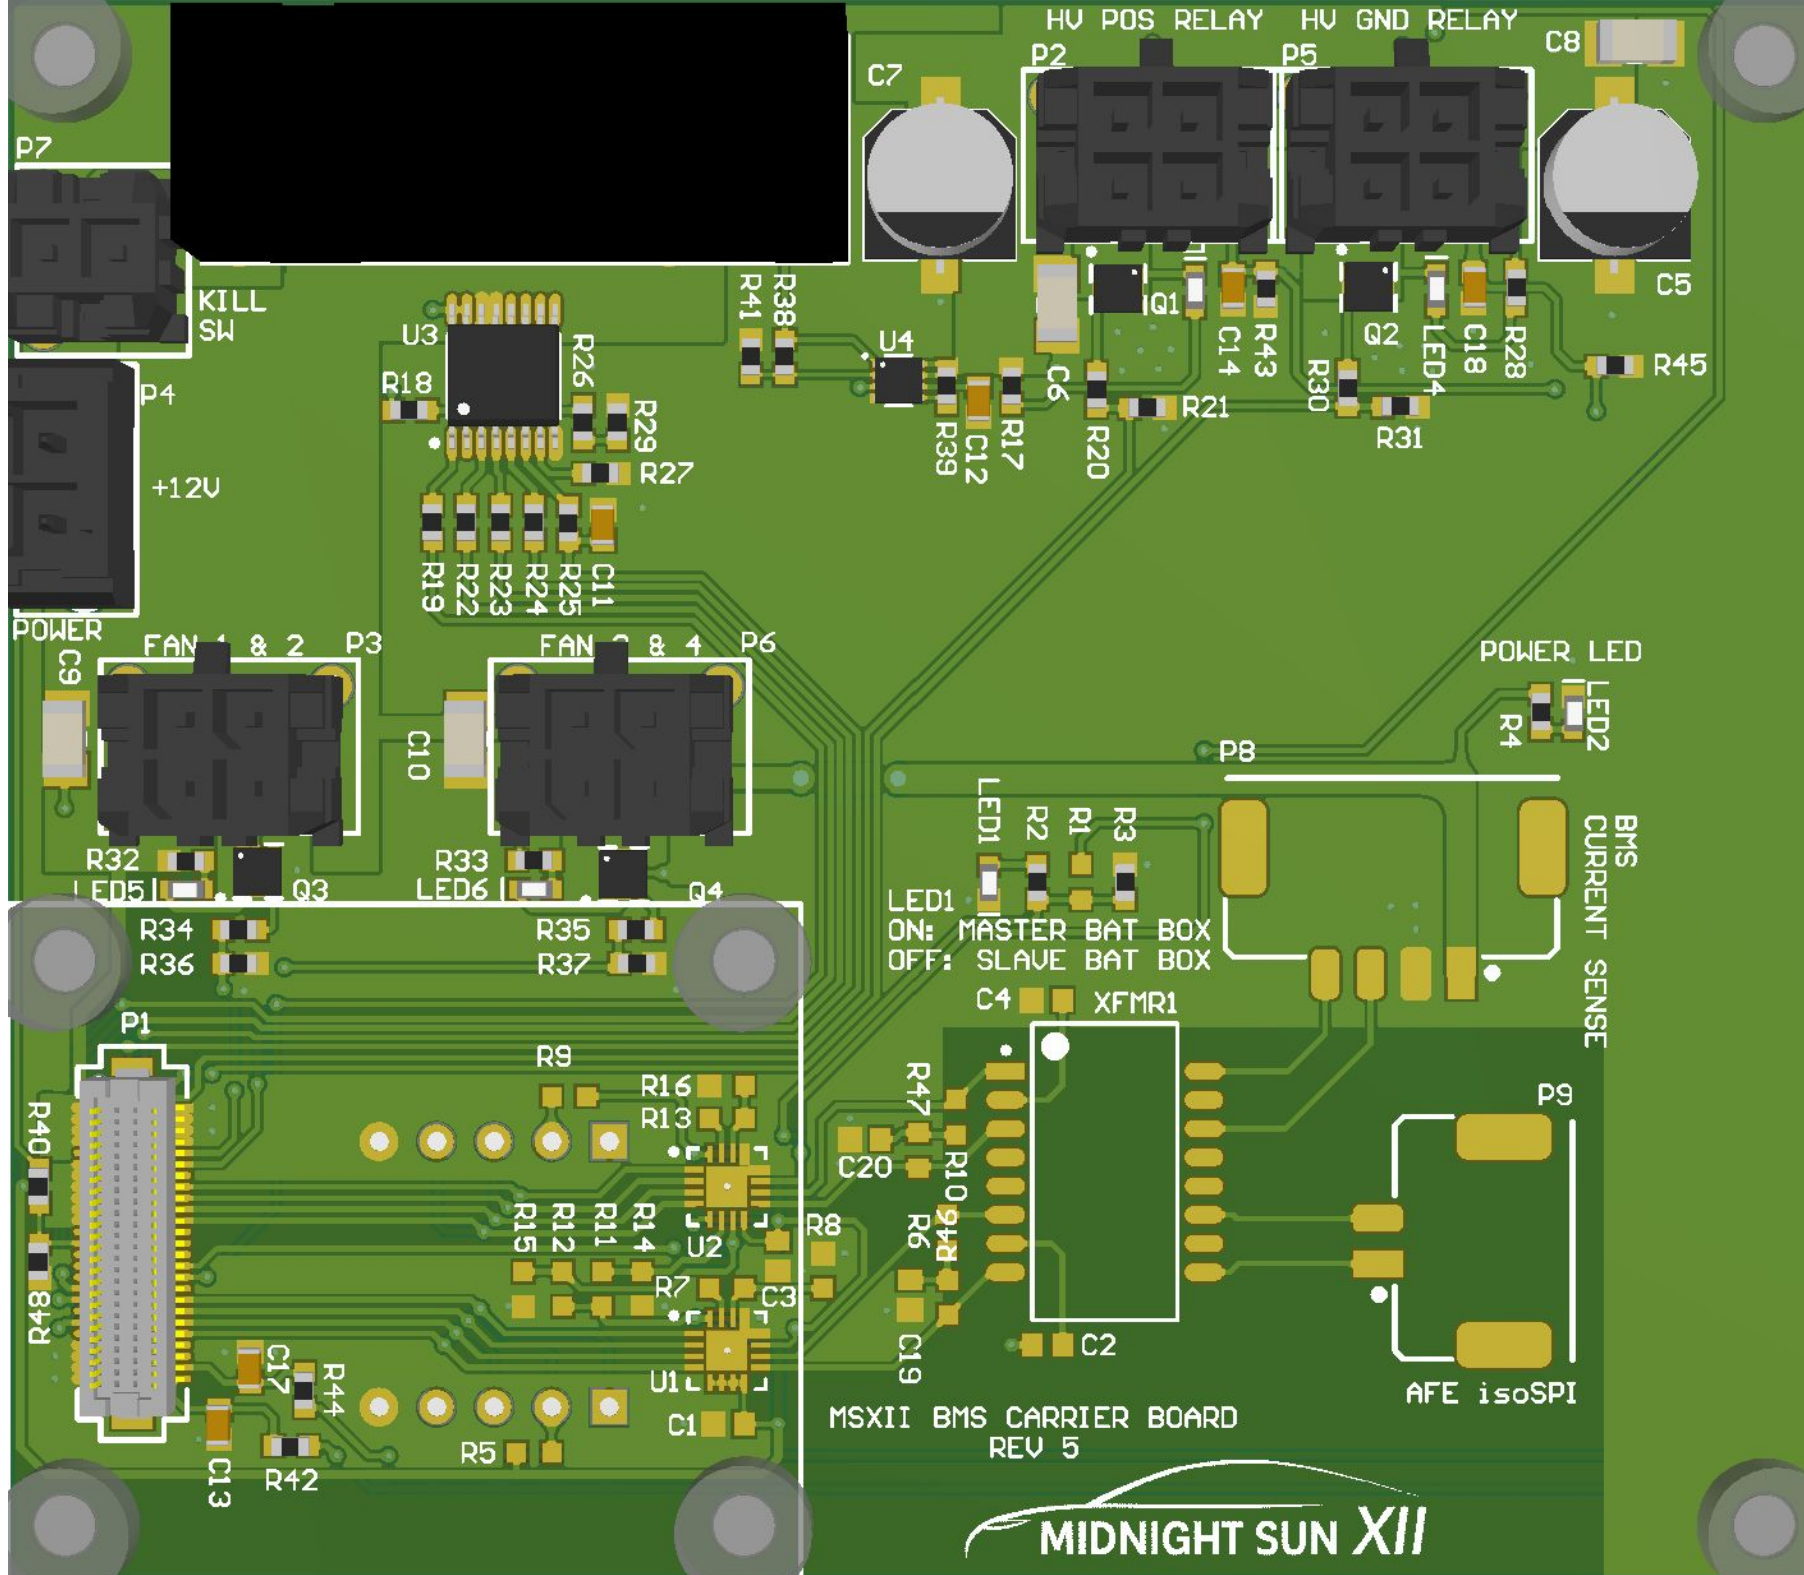 HV POS RELAY
HV GND RELAY
C8
P2
P5
C7
P7
KILL
SW
C5
Q1
Q2
R41
R38
U4
U3
R26
R18
R29
R27
C14
R43
LED4
C18
R28
R45
C6
R30
R21
R31
R39
C12
R17
R20
P4
+12V
R19
R22
R23
R24
R25
C11
POWER
FAN 1 & 2
P3
FAN 3 & 4
P6
C9
C10
POWER LED
LED2
R4
P8
LED1
R2
R1
R3
BMS
CURRENT SENSE
R32
LED5
Q3
R33
LED6
Q4
LED1
ON: MASTER BAT BOX
OFF: SLAVE BAT BOX
R34
R36
R35
R37
C4
XFMR1
P1
R9
R16
R13
R47
P9
R40
C20
R10
R15
R12
R11
R14
U2
R8
R6
R46
R7
C3
R48
C19
C2
U1
C17
R44
C13
R42
R5
C1
AFE isoSPI
MSXII BMS CARRIER BOARD
REV 5
MIDNIGHT SUN XII